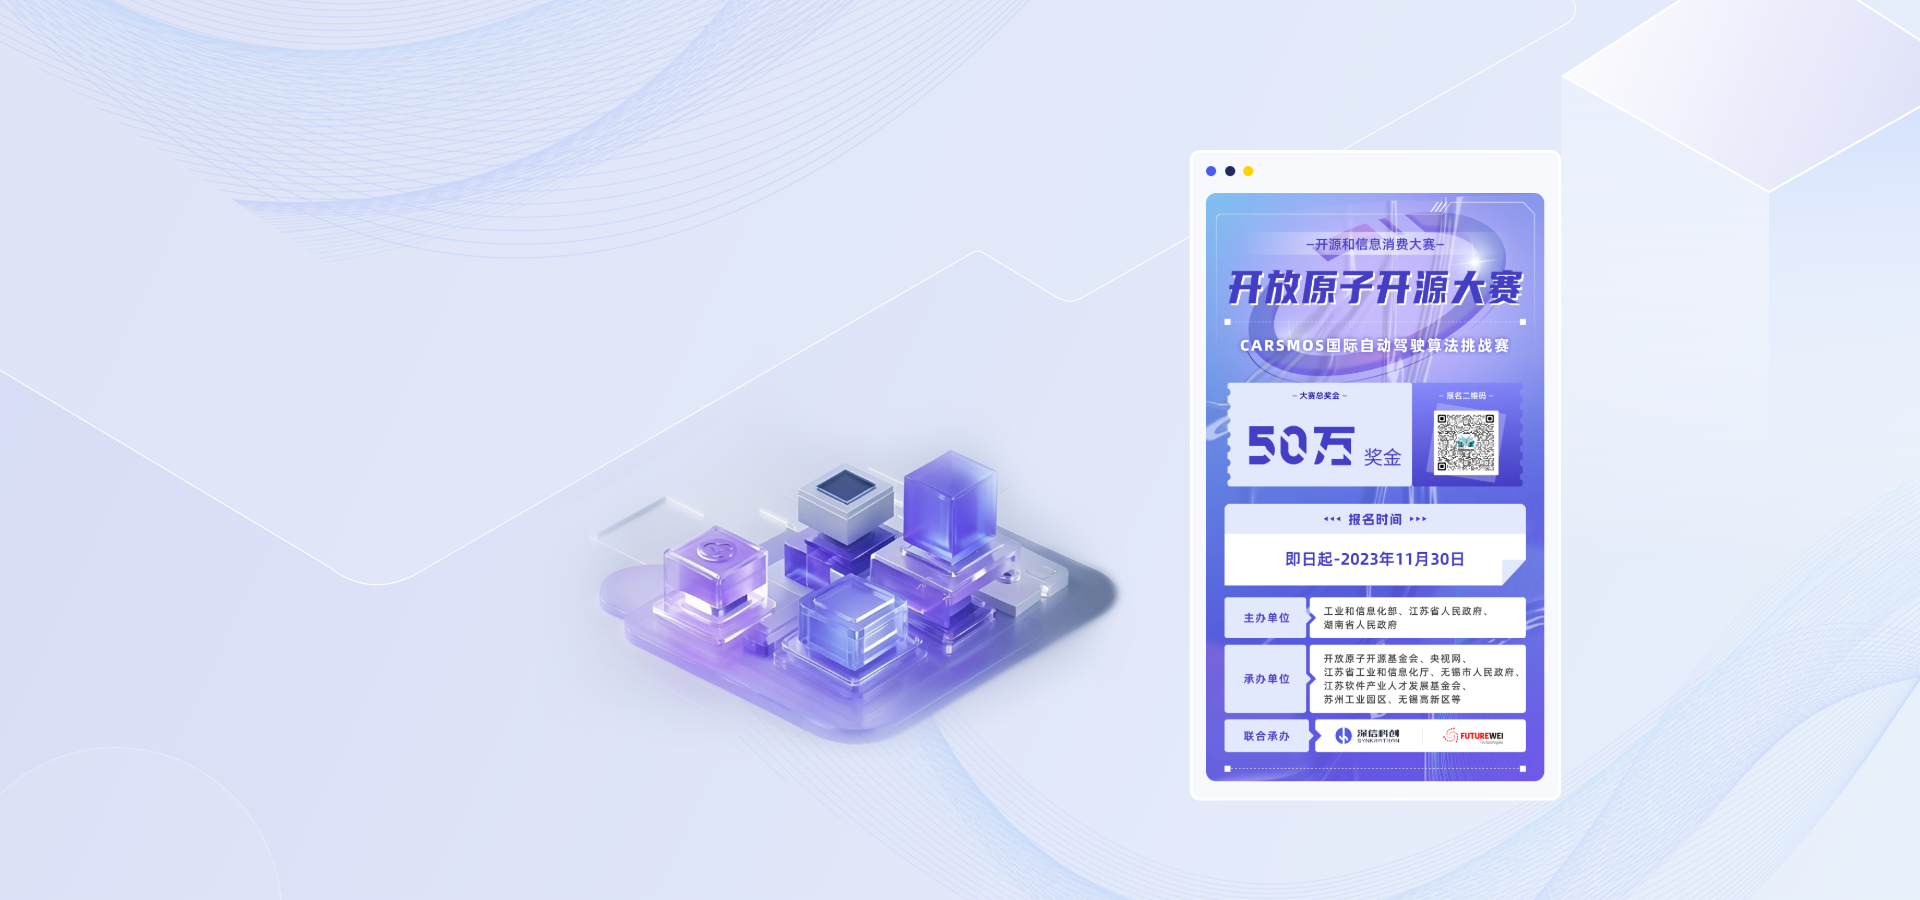 –开源和信息消费大赛–
开放原子开源大赛
CARSMOS国际自动驾驶算法挑战赛
– 大赛总奖金 –
50万 奖金
– 报名二维码 –
报名时间
即日起-2023年11月30日
主办单位
工业和信息化部、江苏省人民政府、
湖南省人民政府
承办单位
开放原子开源基金会、央视网、
江苏省工业和信息化厅、无锡市人民政府、
江苏软件产业人才发展基金会、
苏州工业园区、无锡高新区等
联合承办
深信科创
SYNKROTRON
FUTUREWEI
Technologies